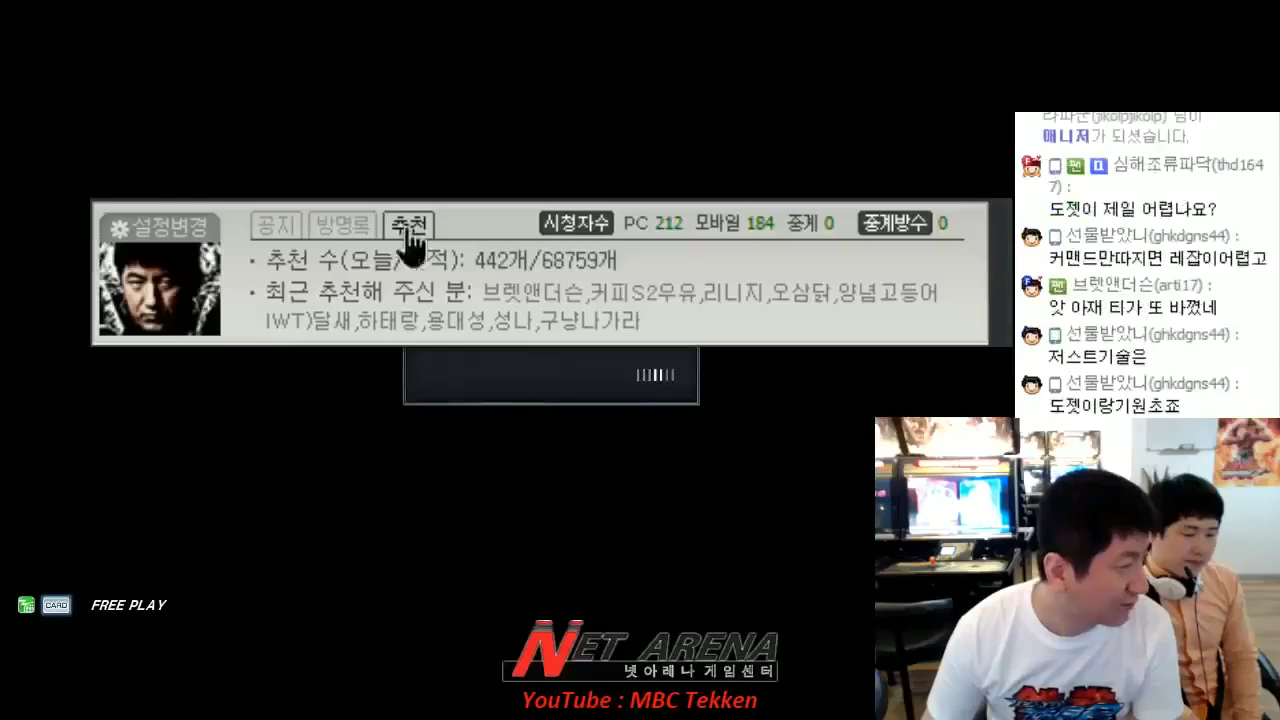 설정변경
공지 방명록 추천 시청자수 PC 212 모바일 184 중계 0 중계방수 0
· 추천 수(오늘/ 적): 442개/68759개
· 최근 추천해 주신 분: 브렛앤더슨,커피S2우유,리니지,오삼닭,양념고등어
IWT)달새,하태랑,용대성,성나,구냥나가라
라파군(jikolpjikolp) 님이
매니저가 되셨습니다.
팬 심해조류파덕(thd164
7) :
도젯이 제일 어렵나요?
선물받았니(ghkdgns44) :
커맨드만따지면 레잡이어렵고
팬 브렛앤더슨(arti17) :
앗 아재 티가 또 바꼈네
선물받았니(ghkdgns44) :
저스트기술은
선물받았니(ghkdgns44) :
도젯이랑기원초죠
CARD FREE PLAY
NET ARENA
넷아레나 게임센터
YouTube : MBC Tekken